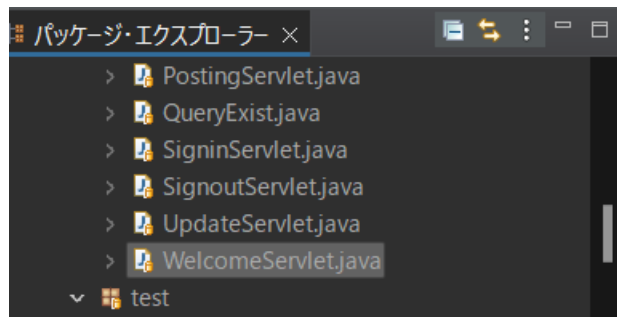 パッケージ・エクスプローラー
PostingServlet.java
QueryExist.java
SigninServlet.java
SignoutServlet.java
UpdateServlet.java
WelcomeServlet.java
test